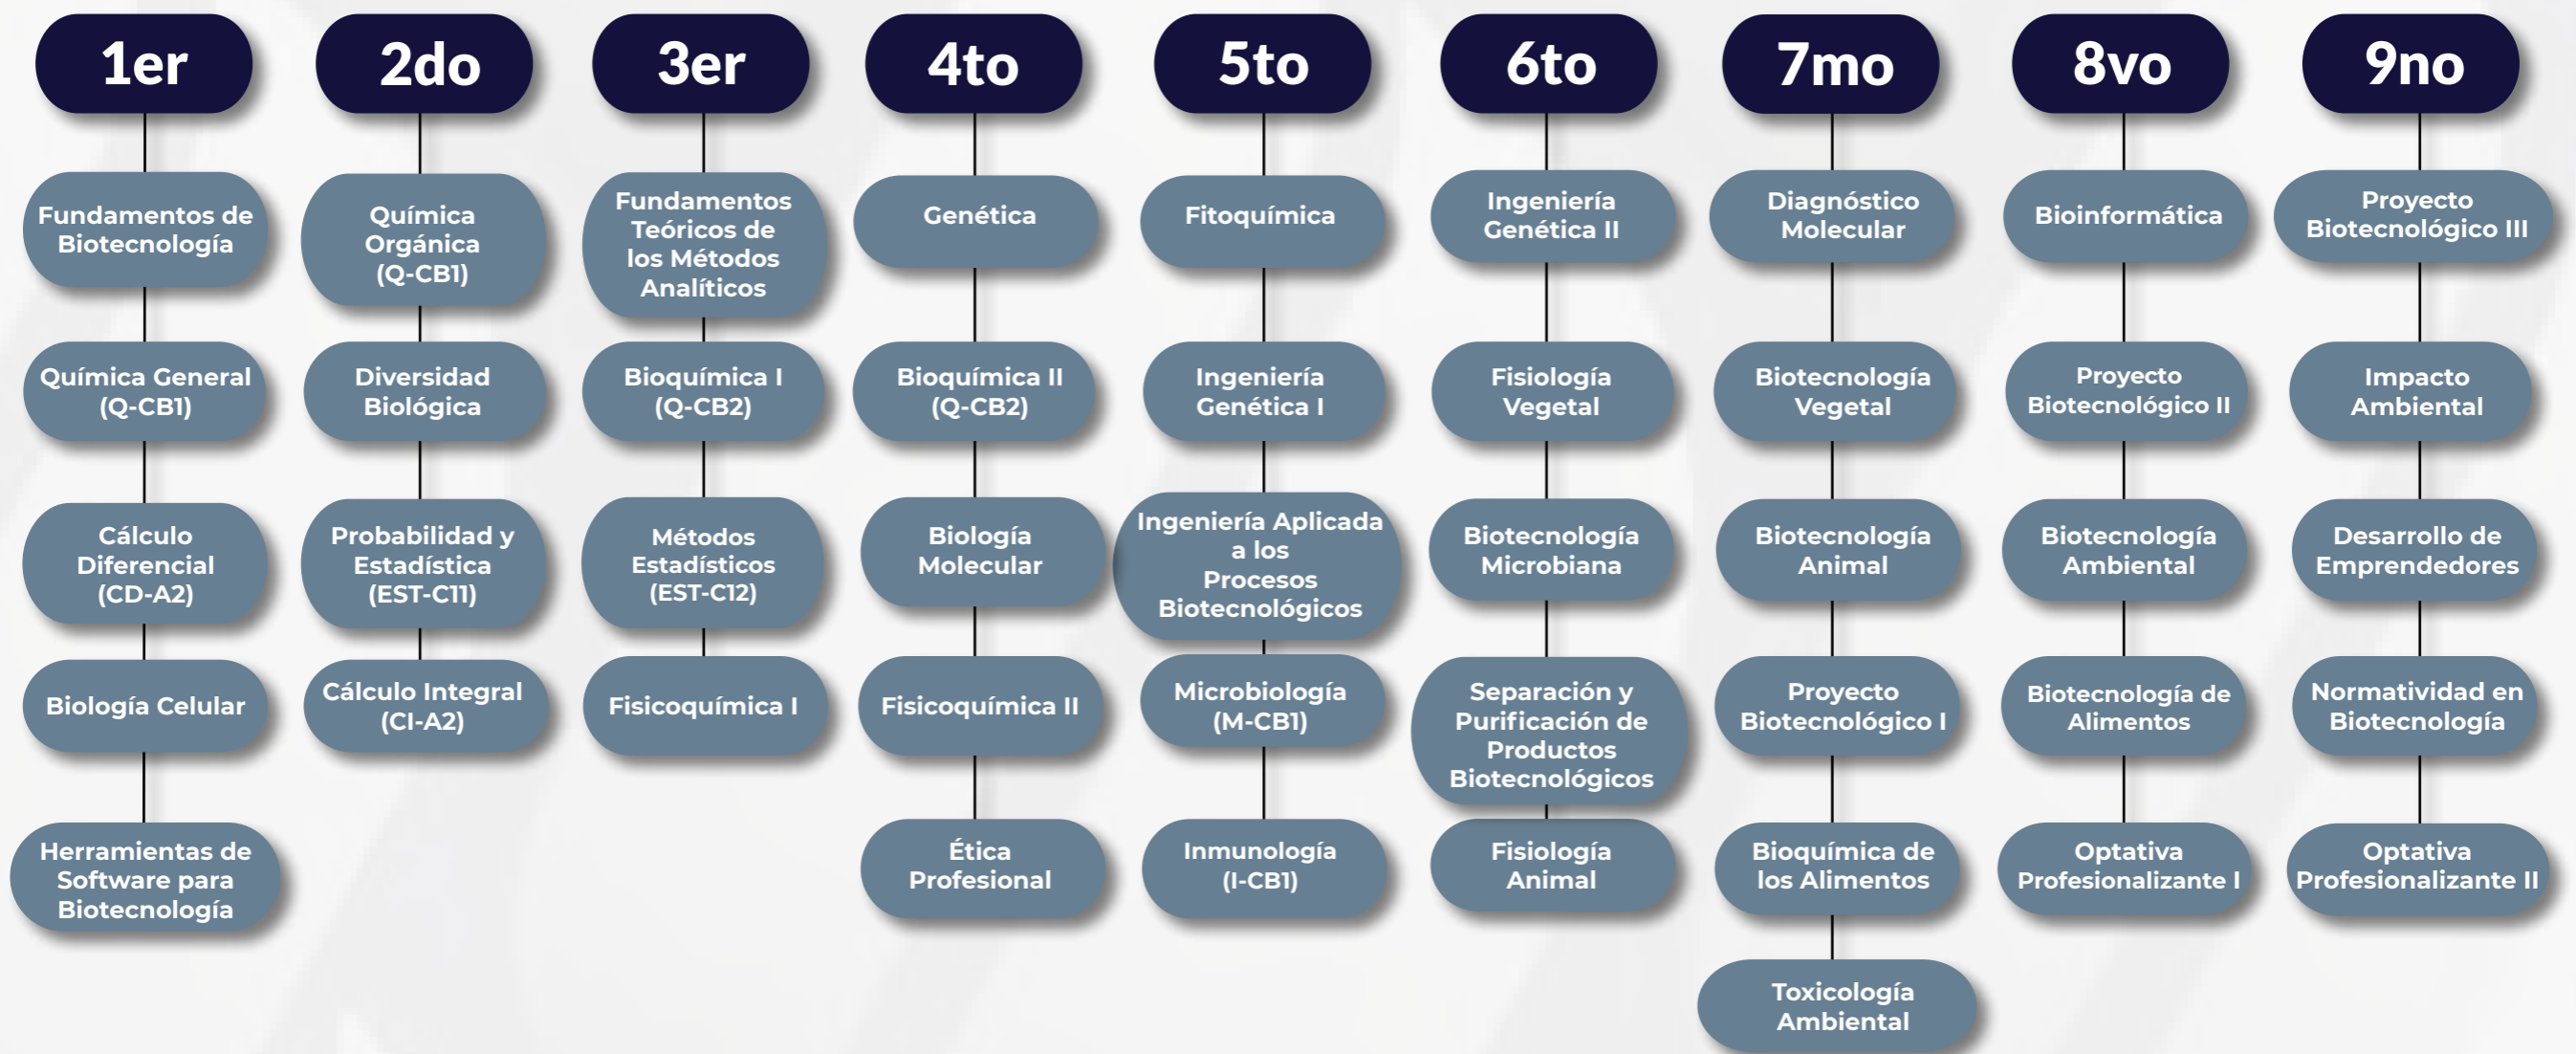 1er
Fundamentos de
Biotecnología
Química General
(Q-CB1)
Cálculo
Diferencial
(CD-A2)
Biología Celular
Herramientas de
Software para
Biotecnología
2do
Química
Orgánica
(Q-CB1)
Diversidad
Biológica
Probabilidad y
Estadística
(EST-C11)
Cálculo Integral
(CI-A2)
3er
Fundamentos
Teóricos de
los Métodos
Analíticos
Bioquímica I
(Q-CB2)
Métodos
Estadísticos
(EST-C12)
Fisicoquímica I
4to
Genética
Bioquímica II
(Q-CB2)
Biología
Molecular
Fisicoquímica II
Ética
Profesional
5to
Fitoquímica
Ingeniería
Genética I
Ingeniería Aplicada
a los
Procesos
Biotecnológicos
Microbiología
(M-CB1)
Inmunología
(I-CB1)
6to
Ingeniería
Genética II
Fisiología
Vegetal
Biotecnología
Microbiana
Separación y
Purificación de
Productos
Biotecnológicos
Fisiología
Animal
7mo
Diagnóstico
Molecular
Biotecnología
Vegetal
Biotecnología
Animal
Proyecto
Biotecnológico I
Bioquímica de
los Alimentos
Toxicología
Ambiental
8vo
Bioinformática
Proyecto
Biotecnológico II
Biotecnología
Ambiental
Biotecnología de
Alimentos
Optativa
Profesionalizante I
9no
Proyecto
Biotecnológico III
Impacto
Ambiental
Desarrollo de
Emprendedores
Normatividad en
Biotecnología
Optativa
Profesionalizante II